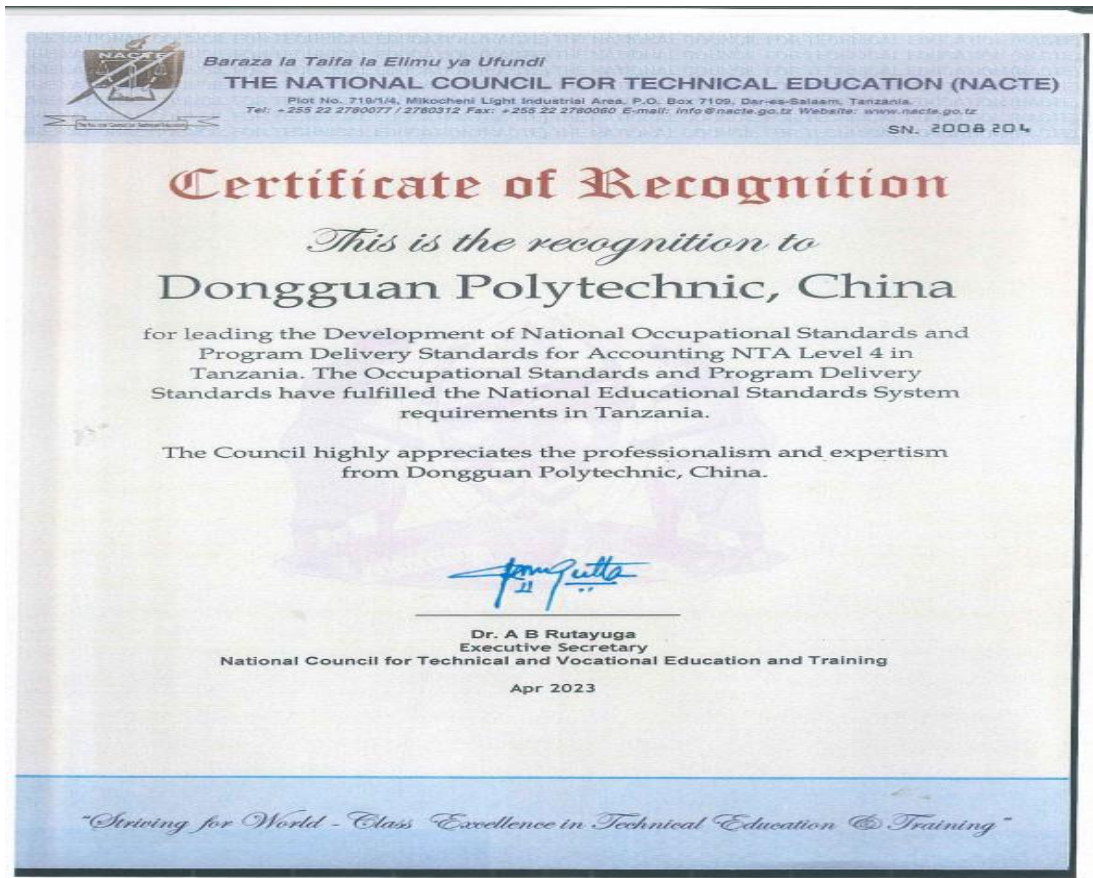 NACTE
Baraza la Taifa la Elimu ya Ufundi
THE NATIONAL COUNCIL FOR TECHNICAL EDUCATION (NACTE)
Plot No. 719/1/4, Mikocheni Light Industrial Area, P.O. Box 7109, Dar-es-Salaam, Tanzania.
Tel: +255 22 2780077 / 2780312 Fax: +255 22 2780060 E-mail: info@nacte.go.tz Website: www.nacte.go.tz
SN. 2008204
Certificate of Recognition
This is the recognition to
Dongguan Polytechnic, China
for leading the Development of National Occupational Standards and
Program Delivery Standards for Accounting NTA Level 4 in
Tanzania. The Occupational Standards and Program Delivery
Standards have fulfilled the National Educational Standards System
requirements in Tanzania.
The Council highly appreciates the professionalism and expertism
from Dongguan Polytechnic, China.
Dr. A B Rutayuga
Executive Secretary
National Council for Technical and Vocational Education and Training
Apr 2023
"Striving for World - Class Excellence in Technical Education & Training"